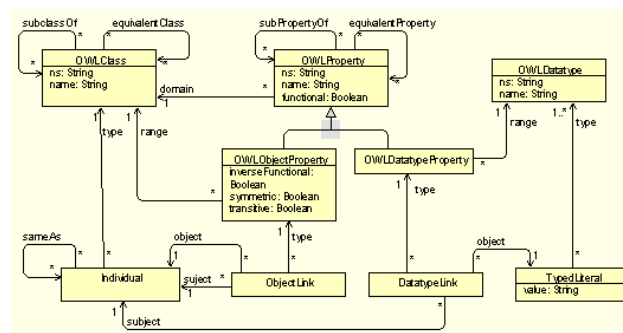 subclassOf equivalentClass subPropertyOf equivalentProperty
* * * *
* * * *
OWLClass OWLProperty OWLDatatype
ns: String ns: String ns: String
name: String name: String name: String
functional: Boolean
domain *
1
1 1 1 1..*
type range range type
OWLObjectProperty OWLDatatypeProperty *
inverseFunctional:
Boolean
symmetric: Boolean
transitive: Boolean
* 1 type
1 type
sameAs object object
* 1 * * * * 1 *
* Individual suject * ObjectLink DatatypeLink TypedLiteral
1 value: String
1 subject *